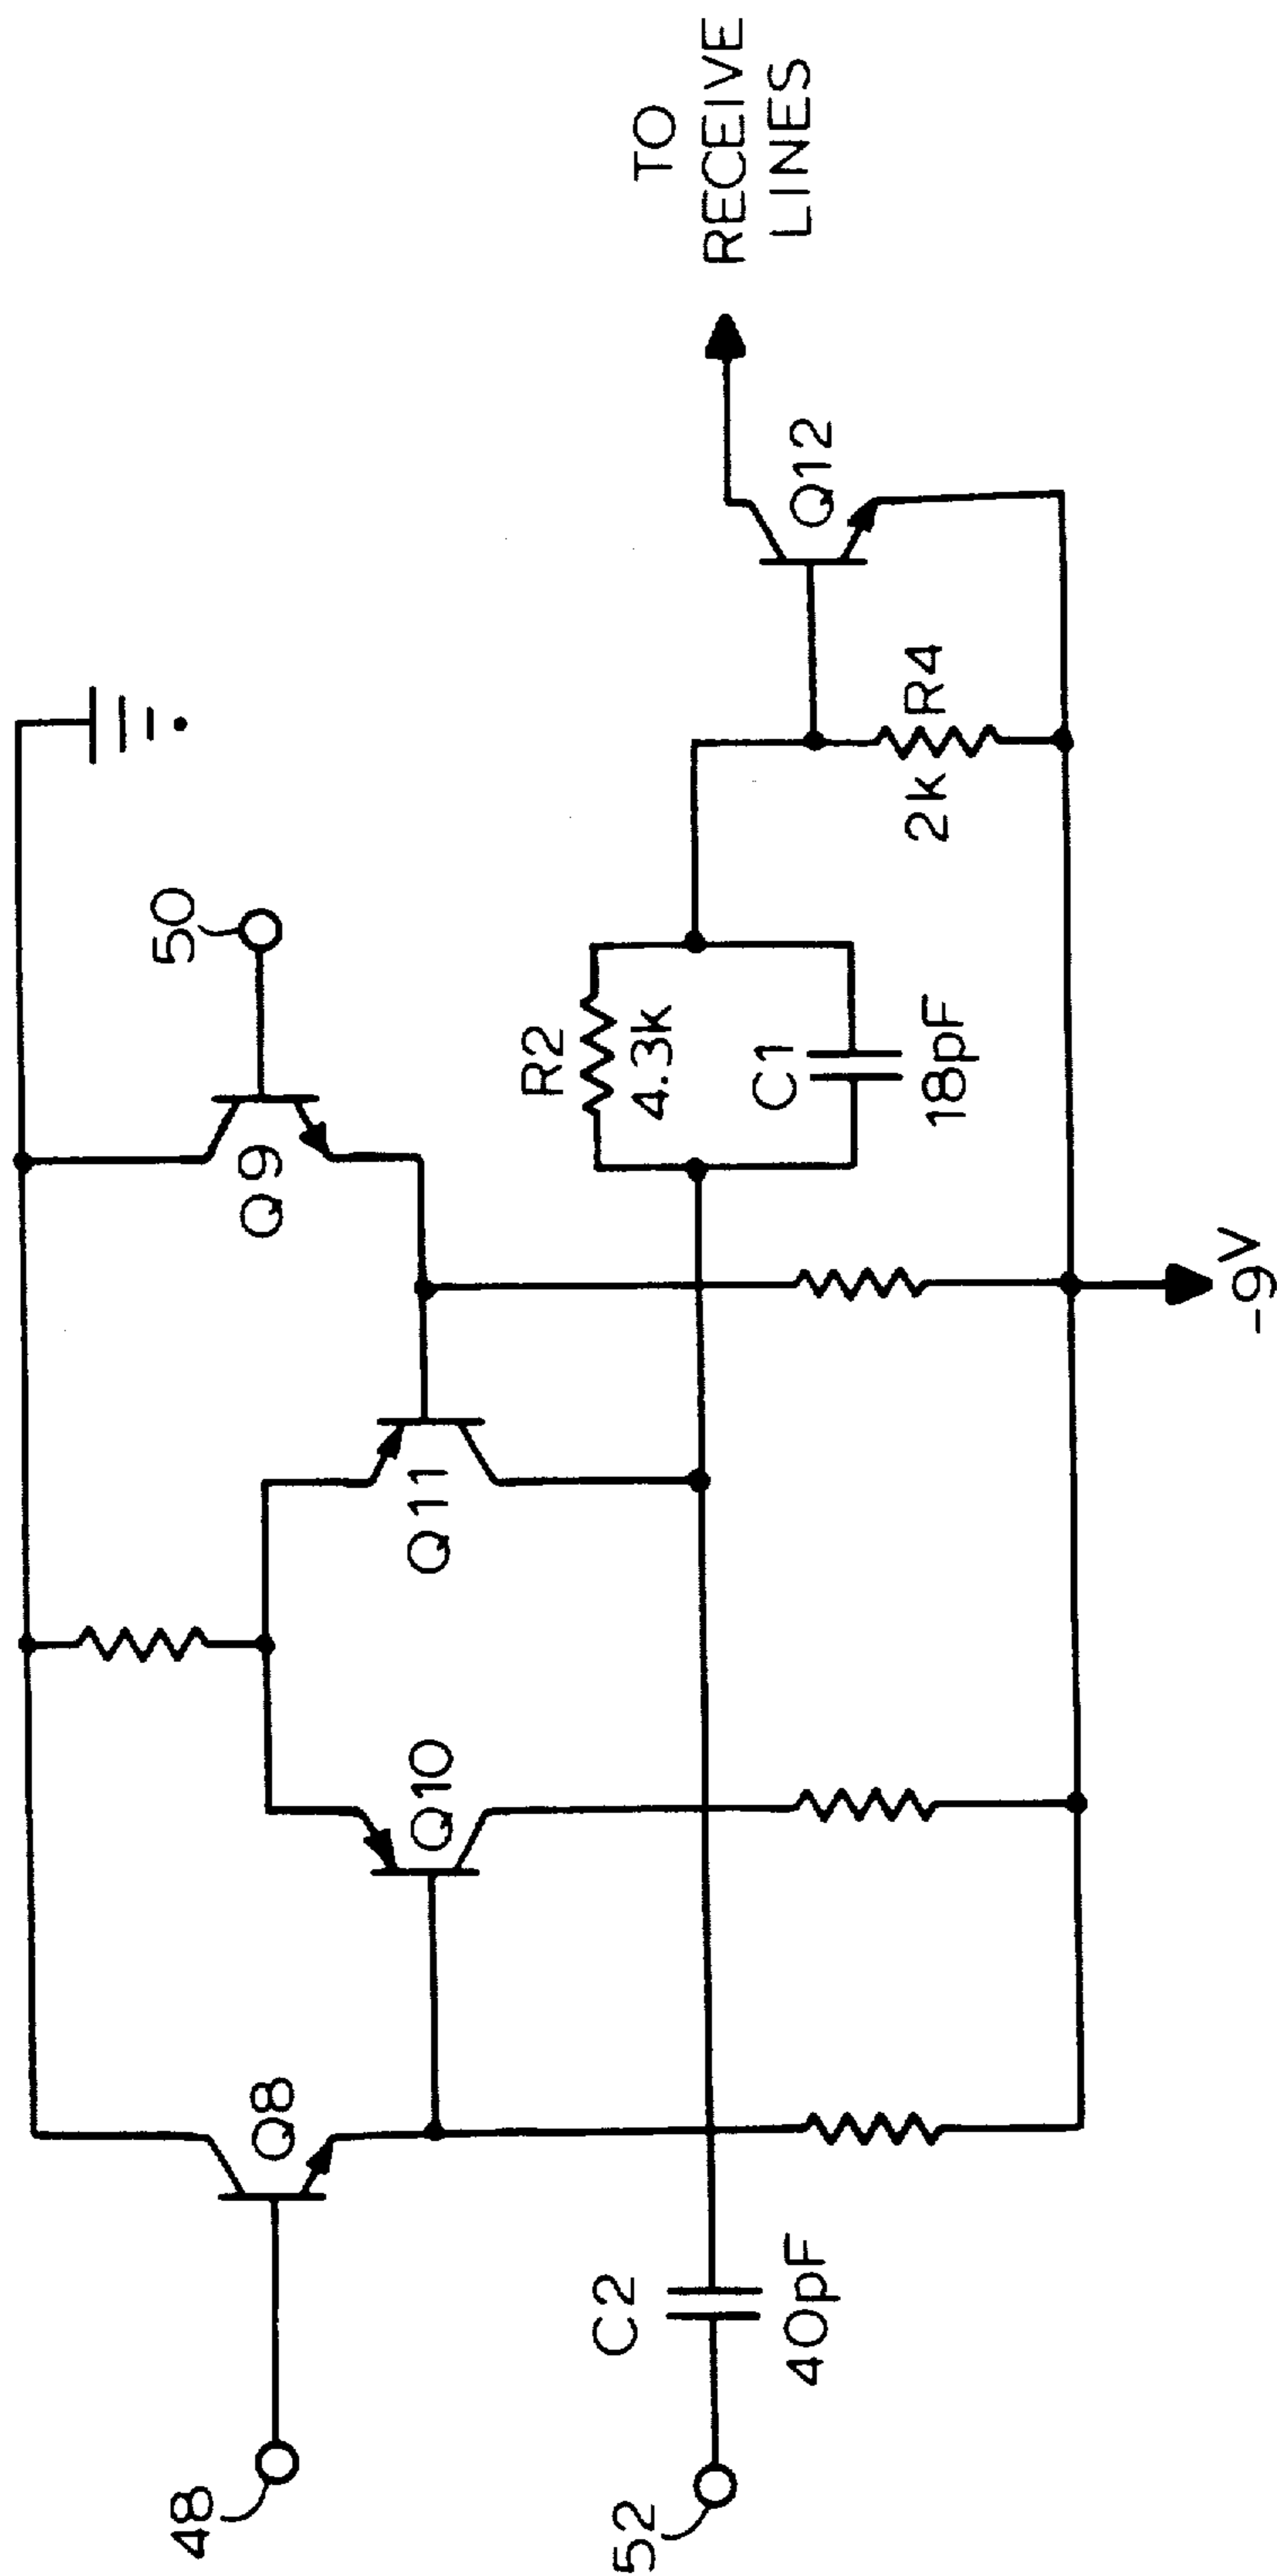 48
Q8
50
Q9
Q10
Q11
52
C2
40pF
R2
4.3k
C1
18pF
2k
R4
Q12
TO
RECEIVE
LINES
-9V